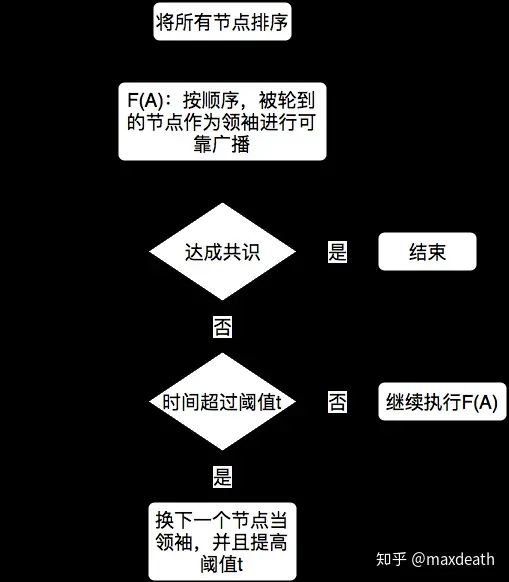 将所有节点排序
F(A)：按顺序，被轮到
的节点作为领袖进行可
靠广播
达成共识
是
结束
否
时间超过阈值t
否
继续执行F(A)
是
换下一个节点当
领袖，并且提高
阈值t
知乎 @maxdeath